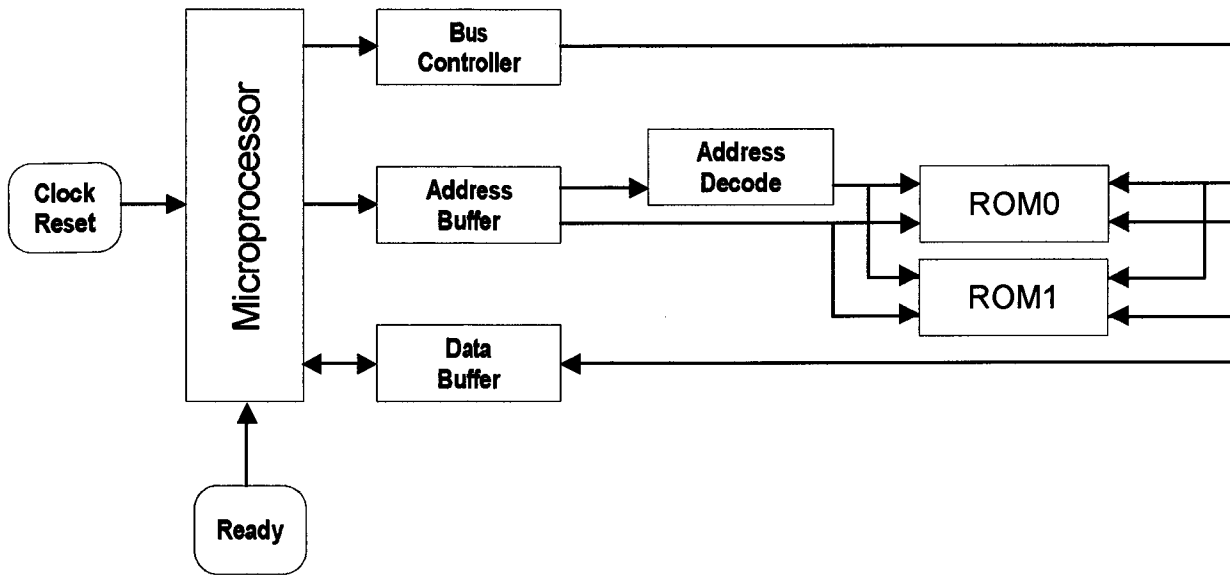 Bus
Controller
Microprocessor
Address
Decode
Clock
Reset
Address
Buffer
ROM0
ROM1
Data
Buffer
Ready